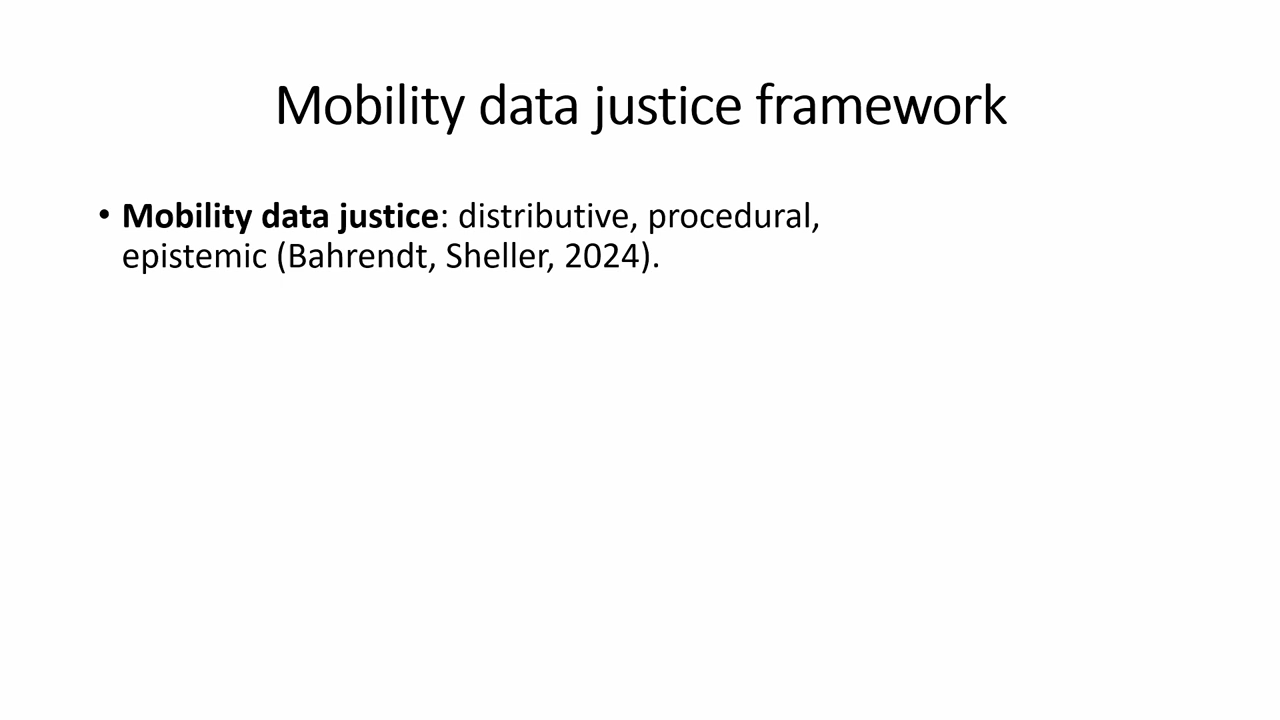 Mobility data justice framework
• Mobility data justice: distributive, procedural,
epistemic (Bahrendt, Sheller, 2024).